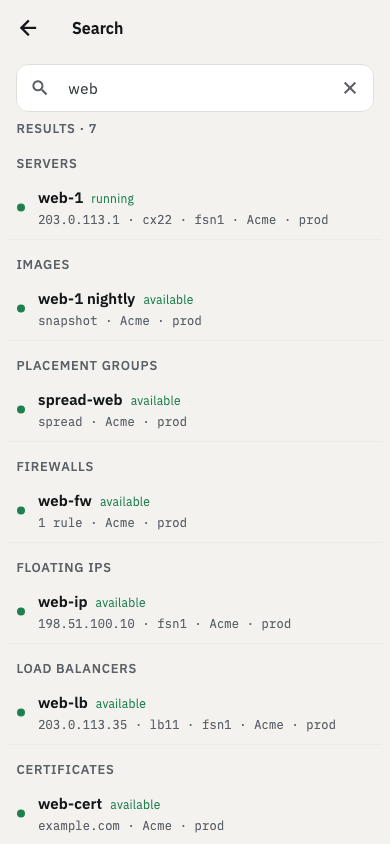 Search
web
RESULTS · 7
SERVERS
web-1 running
203.0.113.1 · cx22 · fsn1 · Acme · prod
IMAGES
web-1 nightly available
snapshot · Acme · prod
PLACEMENT GROUPS
spread-web available
spread · Acme · prod
FIREWALLS
web-fw available
1 rule · Acme · prod
FLOATING IPS
web-ip available
198.51.100.10 · fsn1 · Acme · prod
LOAD BALANCERS
web-lb available
203.0.113.35 · lb11 · fsn1 · Acme · prod
CERTIFICATES
web-cert available
example.com · Acme · prod